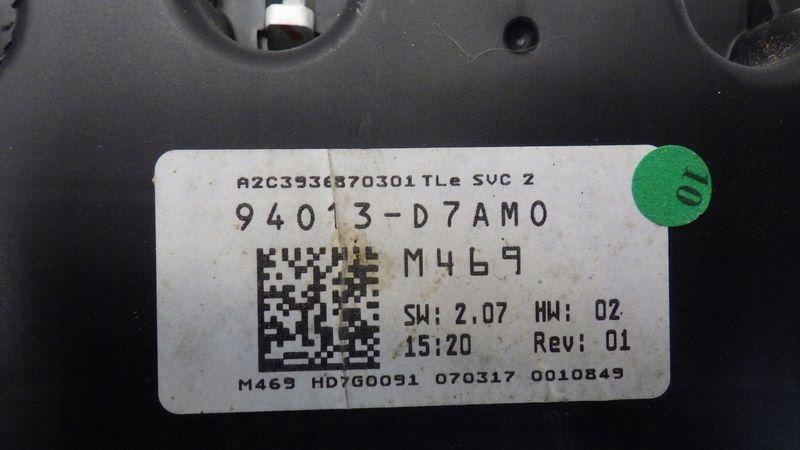 A2C3936870301 TLe SVC 2
94013-D7AM0
10
M469
SW: 2.07 HW: 02
15:20 Rev: 01
M469 HD7G0091 070317 0010849